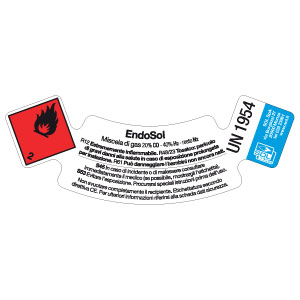 EndoSol
Miscela di gas 20% CO - 40% He - resto N₂
R12 Estremamente infiammabile. R48/23 Tossico: pericolo
di gravi danni alla salute in caso di esposizione prolungata
per inalazione. R61 Può danneggiare i bambini non ancora nati.
S45 In caso di incidente o di malessere consultare
immediatamente il medico (se possibile, mostrargli l'etichetta).
S53 Evitare l'esposizione. Procurarsi speciali istruzioni prima dell'uso.
Non svuotare completamente il recipiente. Etichettatura secondo
direttiva CE. Per ulteriori informazioni riferirsi alla scheda dati sicurezza.
UN 1954